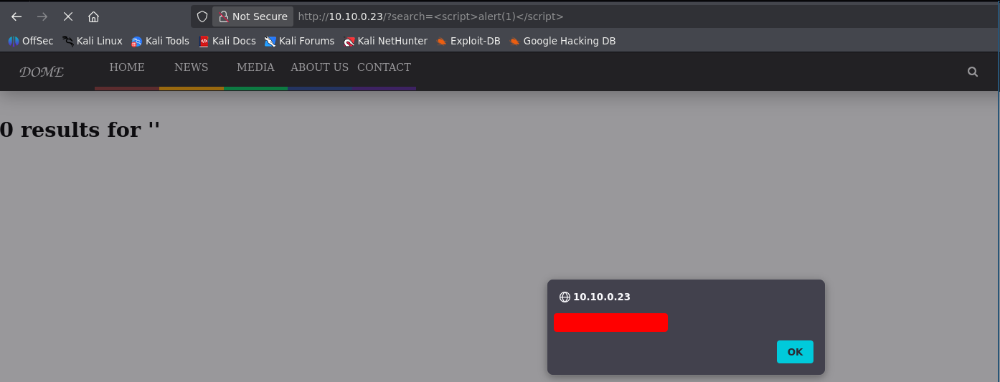 Not Secure http://10.10.0.23/?search=<script>alert(1)</script>
OffSec Kali Linux Kali Tools Kali Docs Kali Forums Kali NetHunter Exploit-DB Google Hacking DB
DOME HOME NEWS MEDIA ABOUT US CONTACT
0 results for ''
10.10.0.23
OK